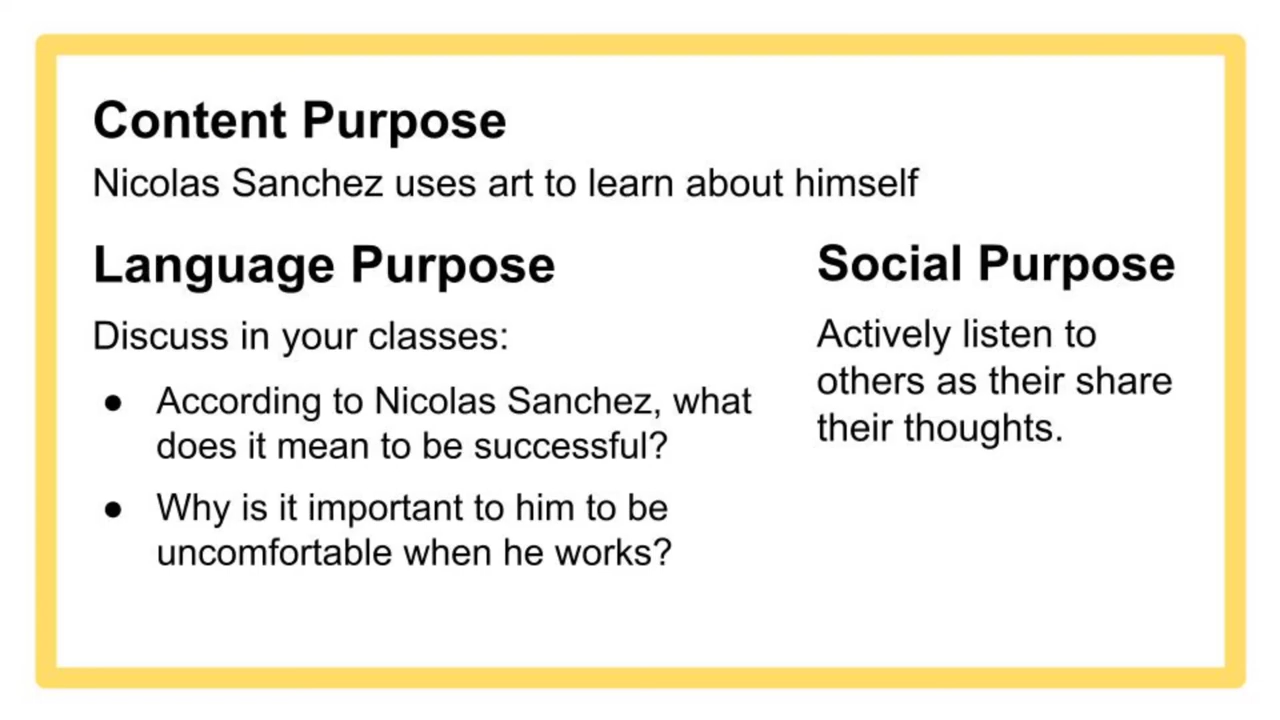 Content Purpose
Nicolas Sanchez uses art to learn about himself
Language Purpose
Discuss in your classes:
● According to Nicolas Sanchez, what
does it mean to be successful?
● Why is it important to him to be
uncomfortable when he works?
Social Purpose
Actively listen to
others as their share
their thoughts.